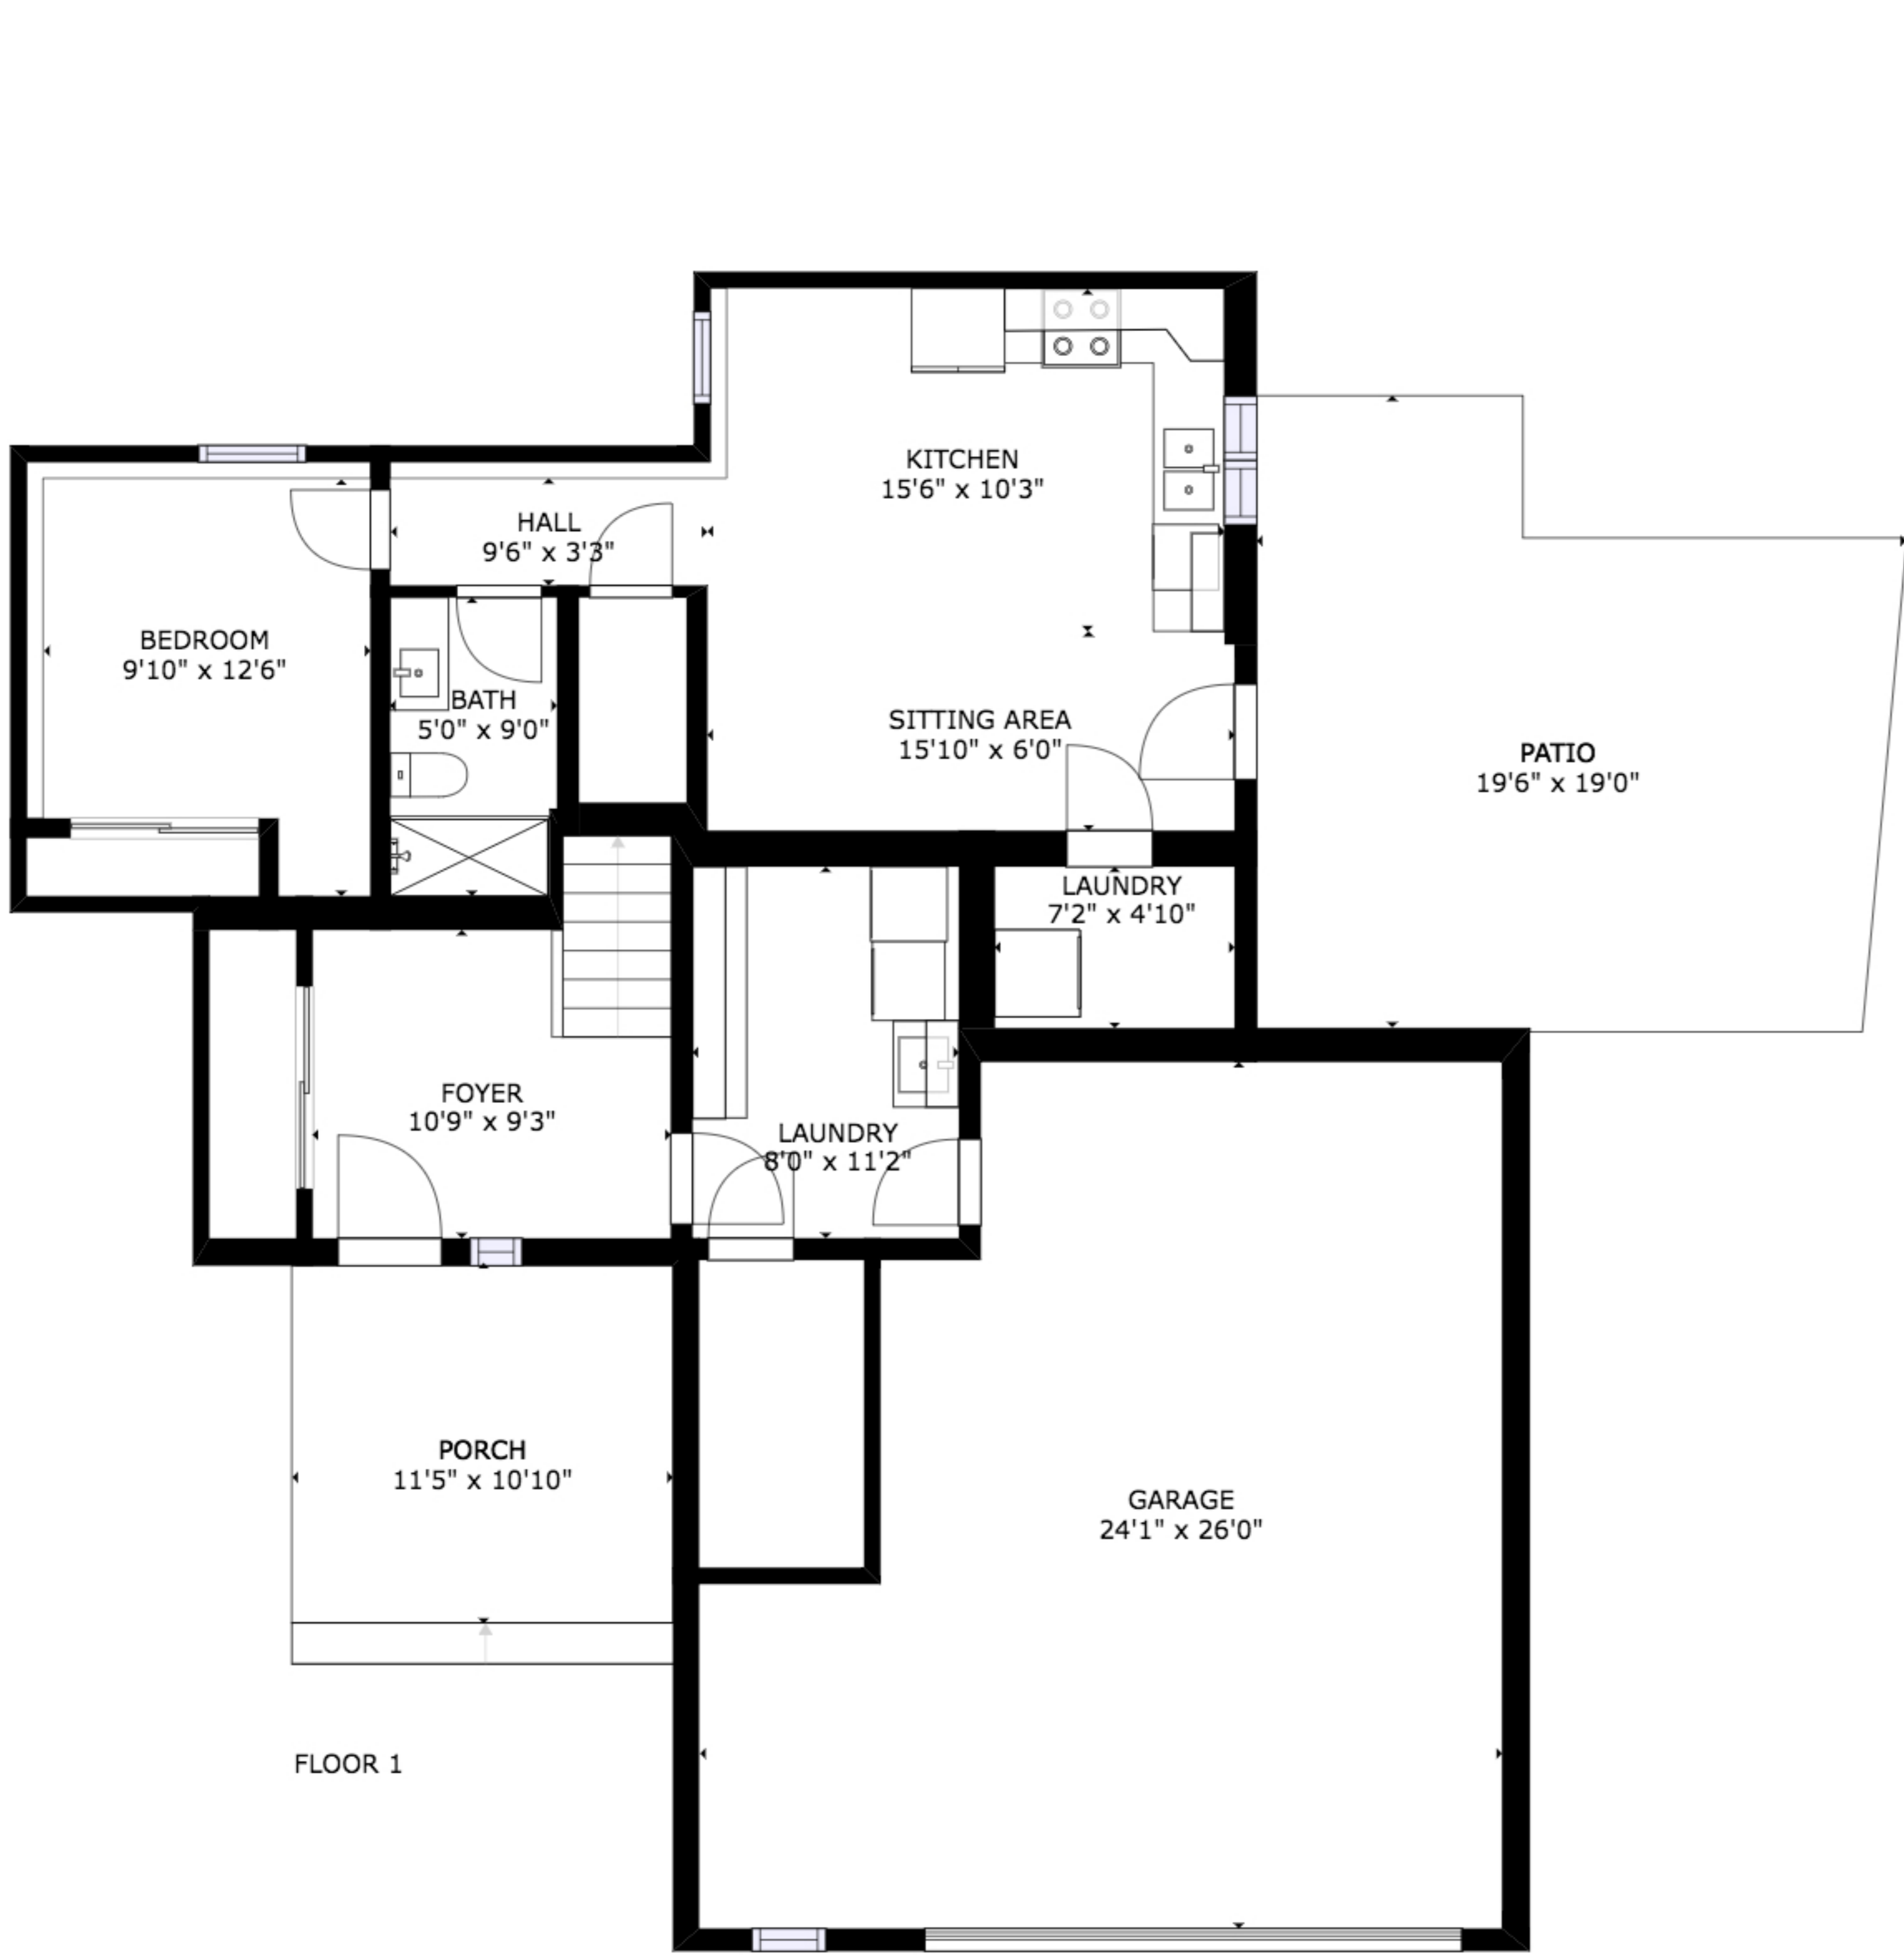 KITCHEN
15'6" x 10'3"
HALL
9'6" x 3'3"
BEDROOM
9'10" x 12'6"
BATH
5'0" x 9'0"
SITTING AREA
15'10" x 6'0"
PATIO
19'6" x 19'0"
LAUNDRY
7'2" x 4'10"
FOYER
10'9" x 9'3"
LAUNDRY
8'0" x 11'2"
PORCH
11'5" x 10'10"
GARAGE
24'1" x 26'0"
FLOOR 1